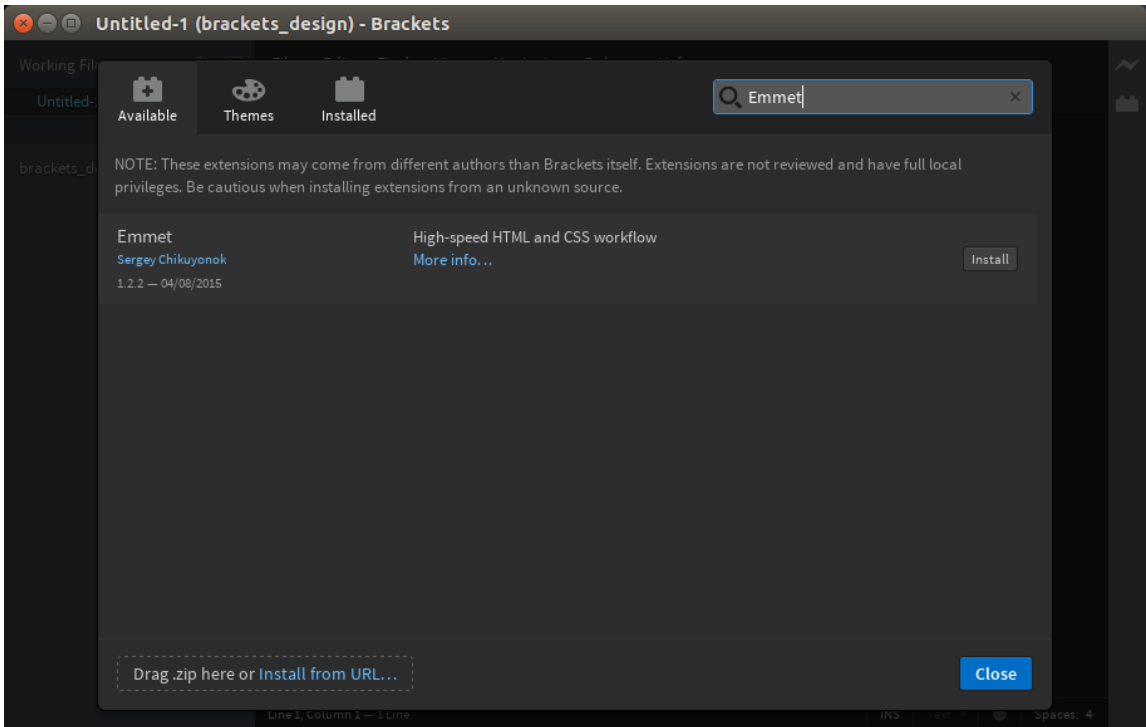 Untitled-1 (brackets_design) - Brackets
Working Fil
Untitled-
brackets_de
Available
Themes
Installed
Emmet
NOTE: These extensions may come from different authors than Brackets itself. Extensions are not reviewed and have full local
privileges. Be cautious when installing extensions from an unknown source.
Emmet
High-speed HTML and CSS workflow
Sergey Chikuyonok
More info...
Install
1.2.2 — 04/08/2015
Drag .zip here or Install from URL...
Close
Line 1, Column 1 — 1 Line
INS
Text
Spaces: 4